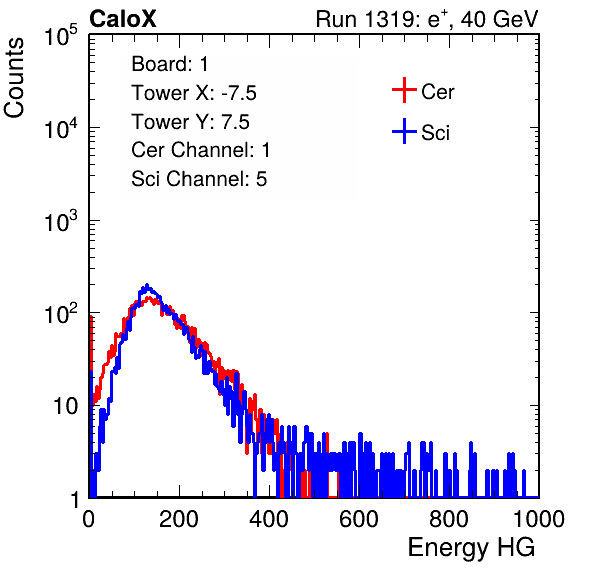 CaloX Run 1319: e⁺, 40 GeV
Counts
Board: 1
Tower X: -7.5
Tower Y: 7.5
Cer Channel: 1
Sci Channel: 5
Cer
Sci
10⁵
10⁴
10³
10²
10
1
0 200 400 600 800 1000
Energy HG